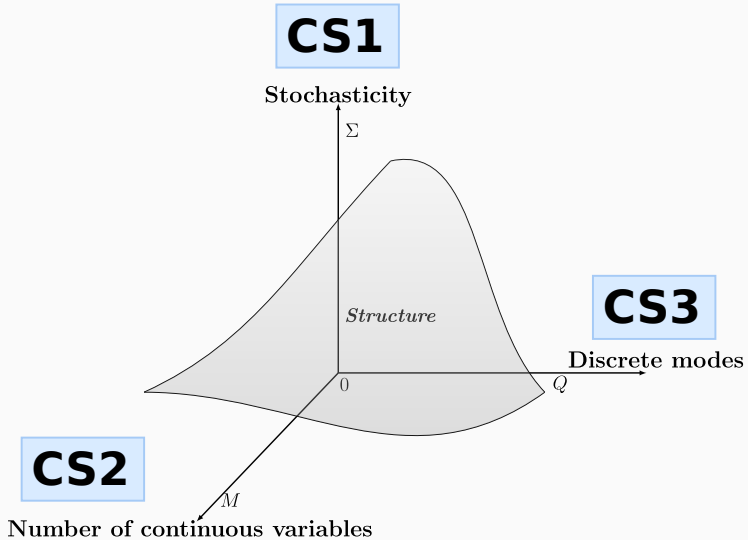 CS1
Stochasticity
Σ
Structure
CS3
Discrete modes
0
Q
CS2
M
Number of continuous variables